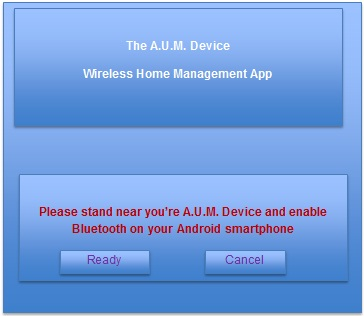 The A.U.M. Device
Wireless Home Management App
Please stand near you're A.U.M. Device and enable
Bluetooth on your Android smartphone
Ready
Cancel